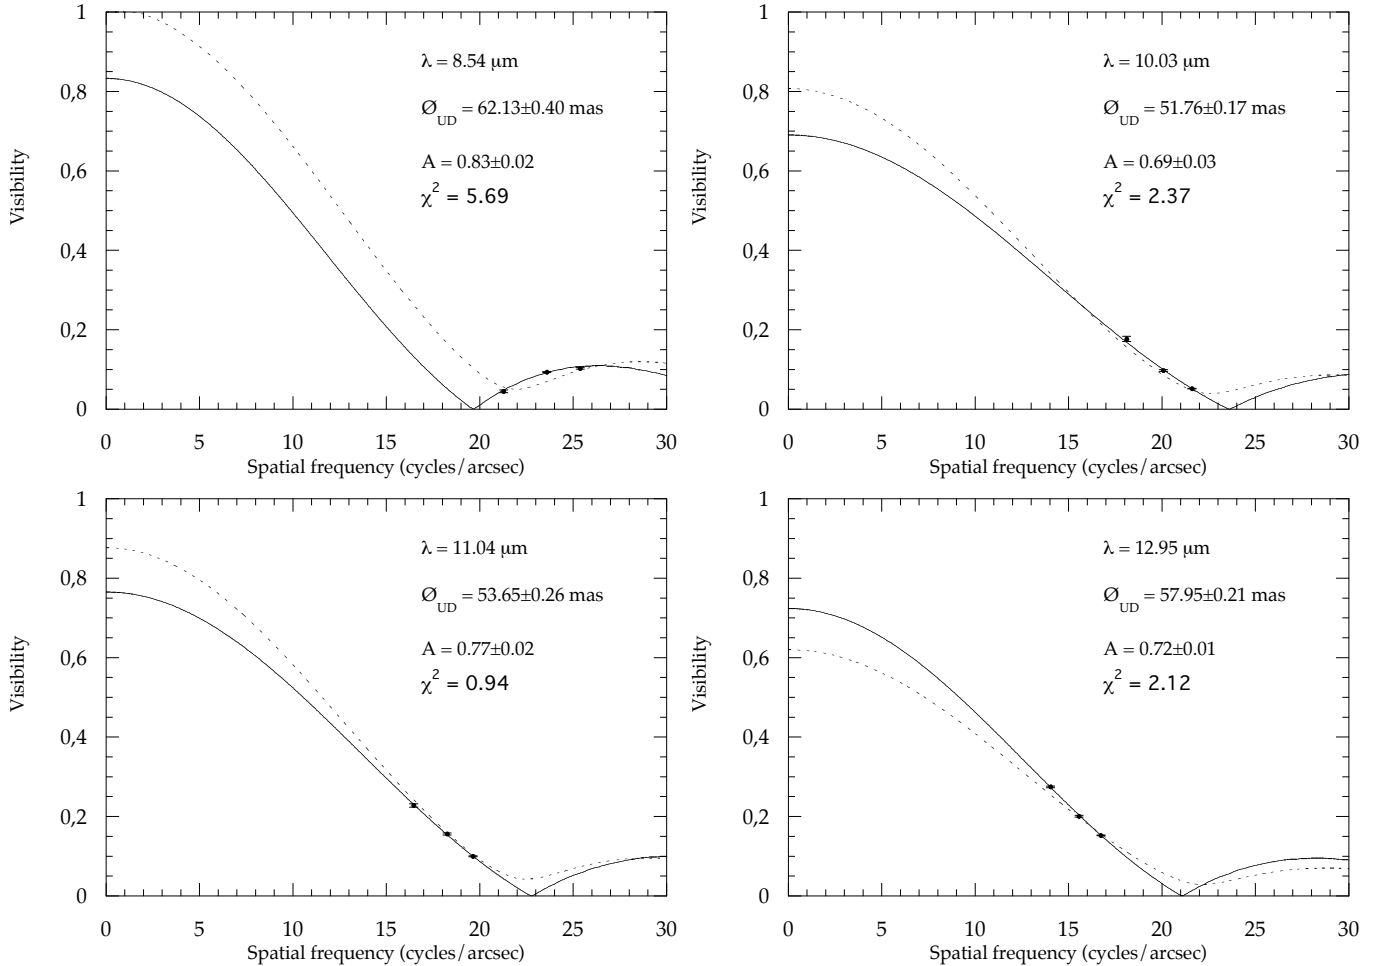 1
0,8
0,6
0,4
0,2
0
0 5 10 15 20 25 30
Visibility
Spatial frequency (cycles/arcsec)
λ = 8.54 μm
Ø_UD = 62.13±0.40 mas
A = 0.83±0.02
χ² = 5.69
1
0,8
0,6
0,4
0,2
0
0 5 10 15 20 25 30
Visibility
Spatial frequency (cycles/arcsec)
λ = 10.03 μm
Ø_UD = 51.76±0.17 mas
A = 0.69±0.03
χ² = 2.37
1
0,8
0,6
0,4
0,2
0
0 5 10 15 20 25 30
Visibility
Spatial frequency (cycles/arcsec)
λ = 11.04 μm
Ø_UD = 53.65±0.26 mas
A = 0.77±0.02
χ² = 0.94
1
0,8
0,6
0,4
0,2
0
0 5 10 15 20 25 30
Visibility
Spatial frequency (cycles/arcsec)
λ = 12.95 μm
Ø_UD = 57.95±0.21 mas
A = 0.72±0.01
χ² = 2.12